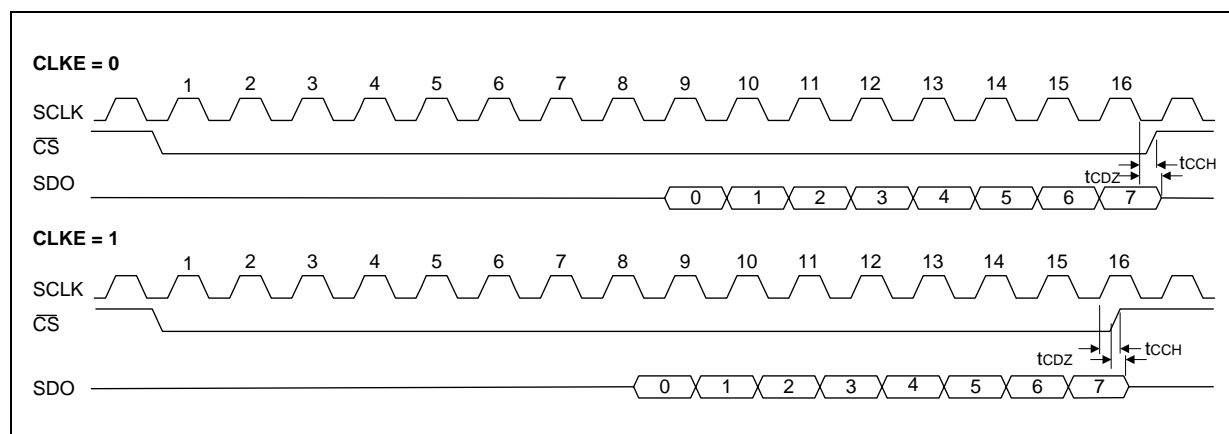 CLKE = 0
1 2 3 4 5 6 7 8 9 10 11 12 13 14 15 16
SCLK
CS
tCCH
SDO
tCDZ
0 1 2 3 4 5 6 7
CLKE = 1
1 2 3 4 5 6 7 8 9 10 11 12 13 14 15 16
SCLK
CS
tCDZ tCCH
SDO
0 1 2 3 4 5 6 7